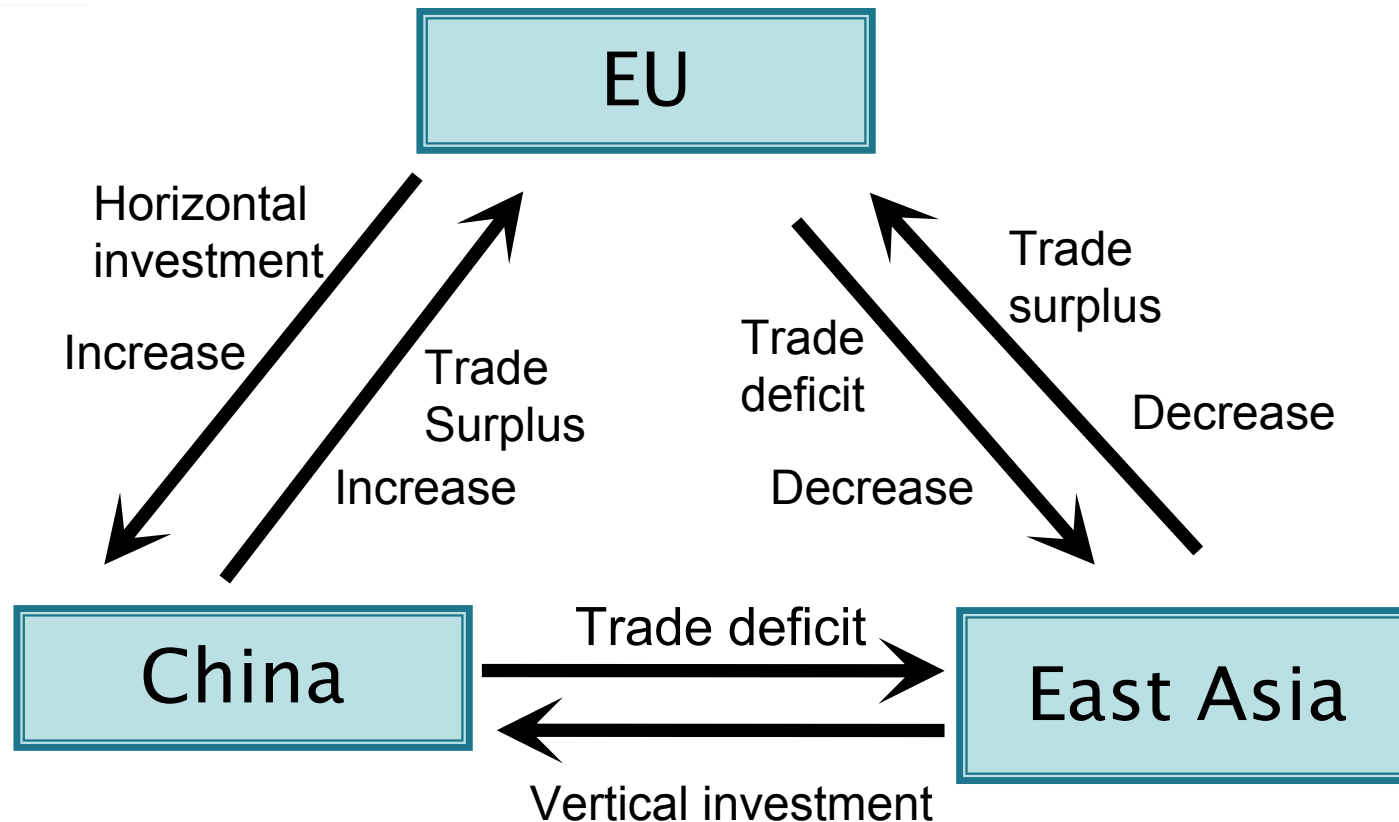 EU
Horizontal
investment
Increase
Trade
Surplus
Increase
Trade
deficit
Decrease
Trade
surplus
Decrease
China
Trade deficit
Vertical investment
East Asia